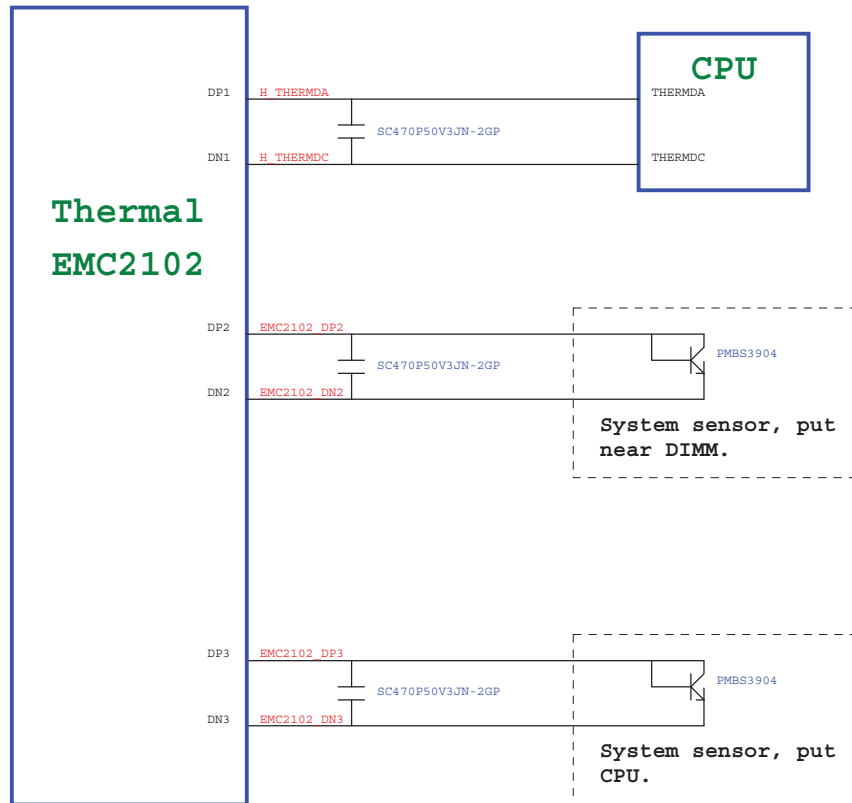 CPU
DP1 H_THERMDA THERMDA
SC470P50V3JN-2GP
DN1 H_THERMDC THERMDC
Thermal
EMC2102
DP2 EMC2102_DP2
PMBS3904
SC470P50V3JN-2GP
DN2 EMC2102_DN2
System sensor, put
near DIMM.
DP3 EMC2102_DP3
PMBS3904
SC470P50V3JN-2GP
DN3 EMC2102_DN3
System sensor, put
CPU.